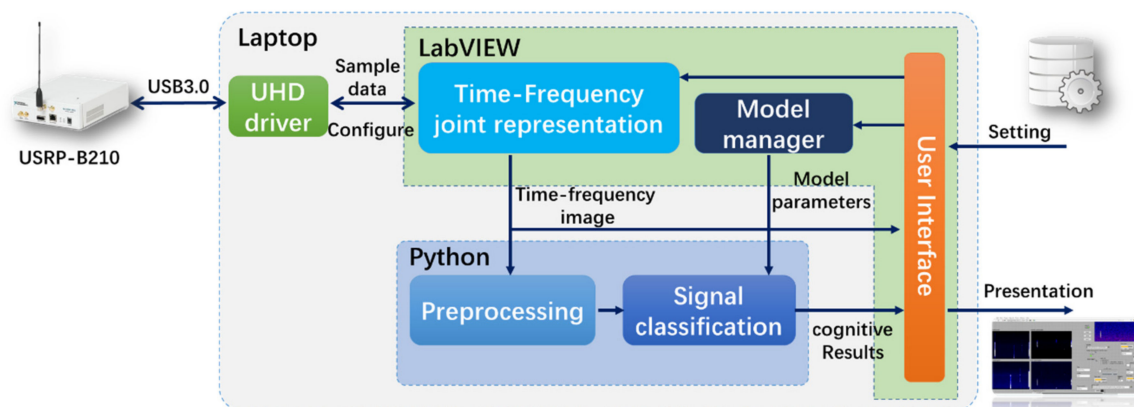 Laptop
LabVIEW
USB3.0
UHD
driver
Sample
data
Configure
Time-Frequency
joint representation
Model
manager
User Interface
Setting
USRP-B210
Time-frequency
image
Model
parameters
Python
Preprocessing
Signal
classification
cognitive
Results
Presentation